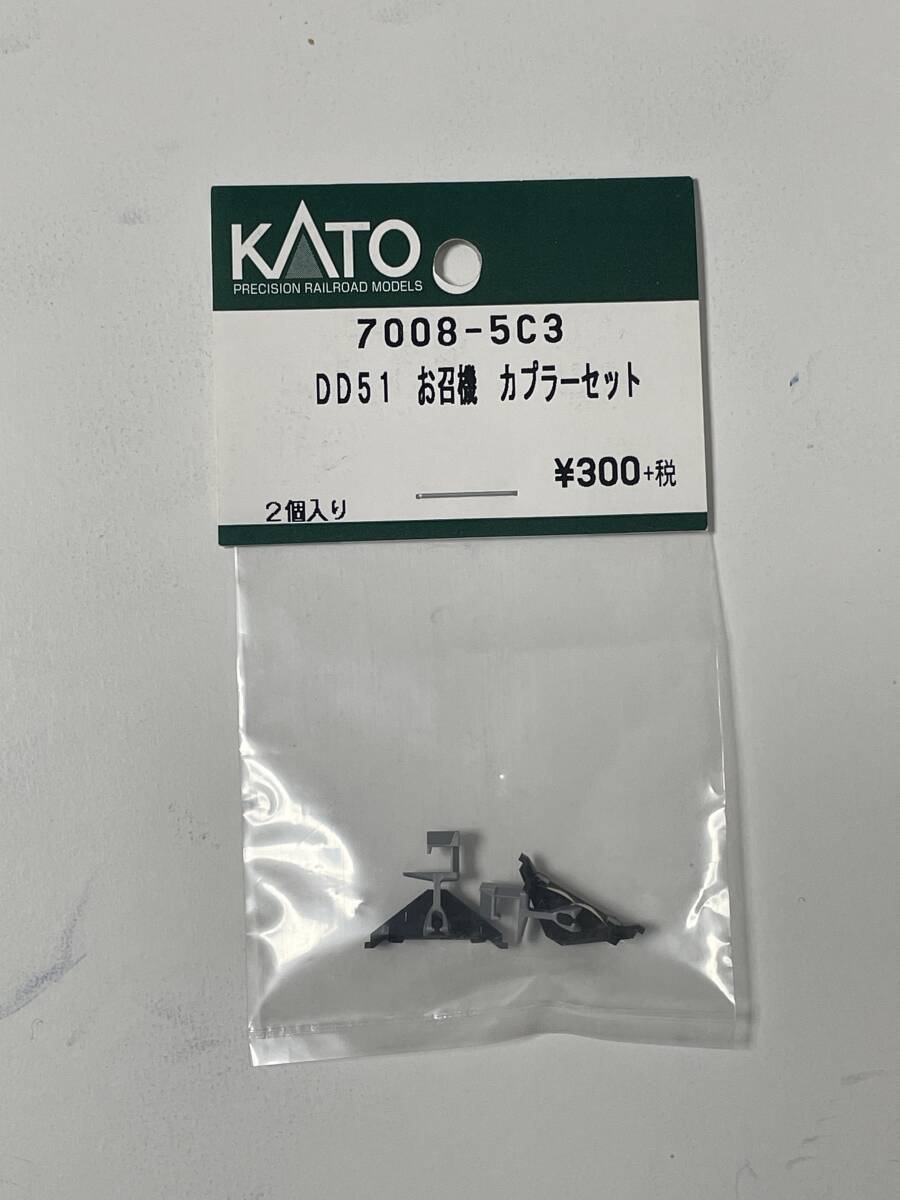 KATO
PRECISION RAILROAD MODELS
7008-5C3
DD51 お召機 カプラーセット
¥300+税
2個入り